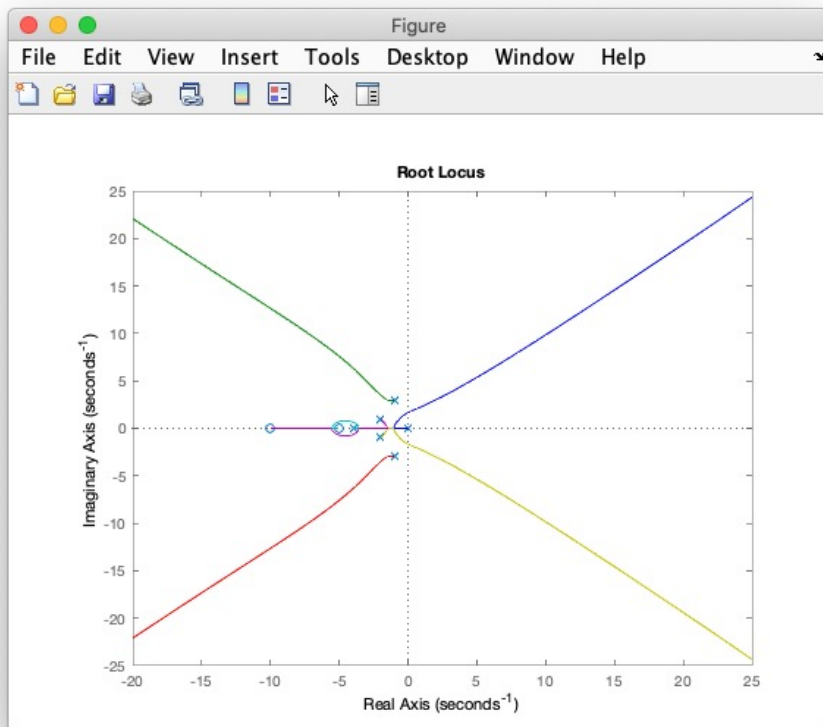 Figure
File Edit View Insert Tools Desktop Window Help
Root Locus
25
20
15
10
5
0
-5
-10
-15
-20
-25
Imaginary Axis (seconds-1)
-20 -15 -10 -5 0 5 10 15 20 25
Real Axis (seconds-1)